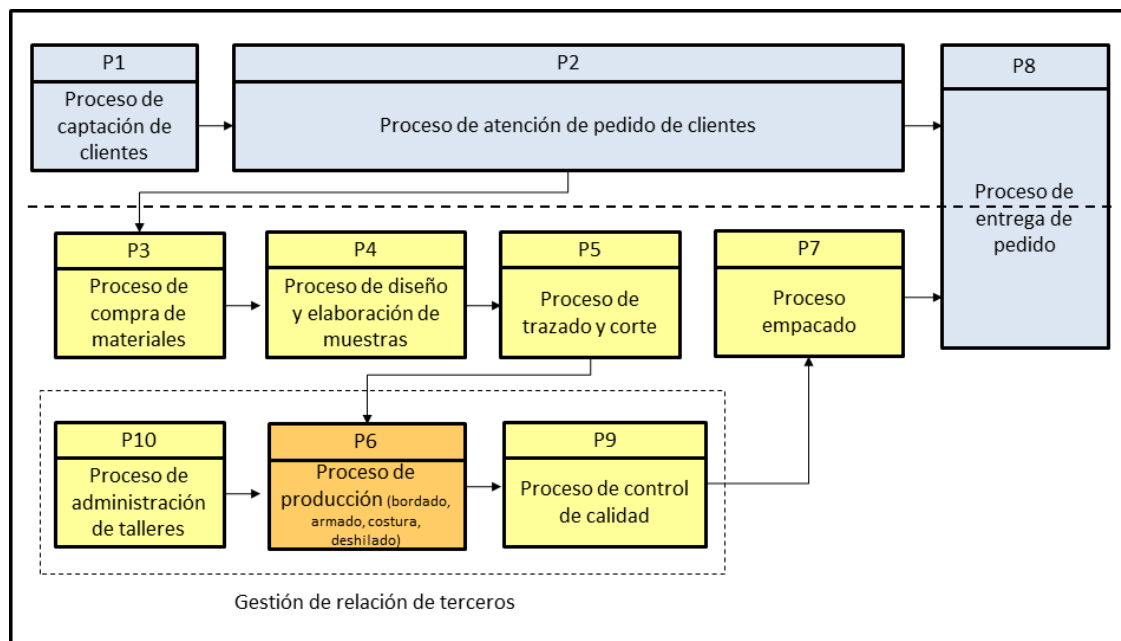 P1
Proceso de
captación de
clientes
P2
Proceso de atención de pedido de clientes
P8
Proceso de
entrega de
pedido
P3
Proceso de
compra de
materiales
P4
Proceso de diseño
y elaboración de
muestras
P5
Proceso de
trazado y corte
P7
Proceso
empacado
P10
Proceso de
administración
de talleres
P6
Proceso de
producción (bordado,
armado, costura,
deshilado)
P9
Proceso de control
de calidad
Gestión de relación de terceros